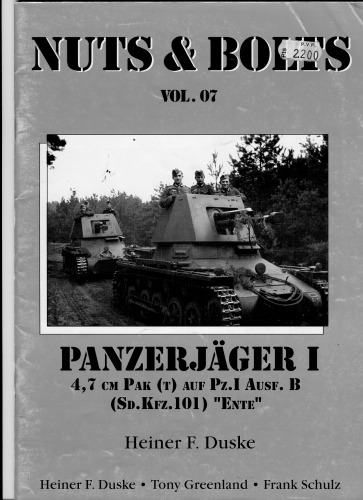 NUTS & BOLTS
P.V.P.
Pts 2200
VOL. 07
PANZERJÄGER I
4,7 CM PAK (T) AUF PZ.I AUSF. B
(SD.KFZ.101) "ENTE"
Heiner F. Duske
Heiner F. Duske • Tony Greenland • Frank Schulz